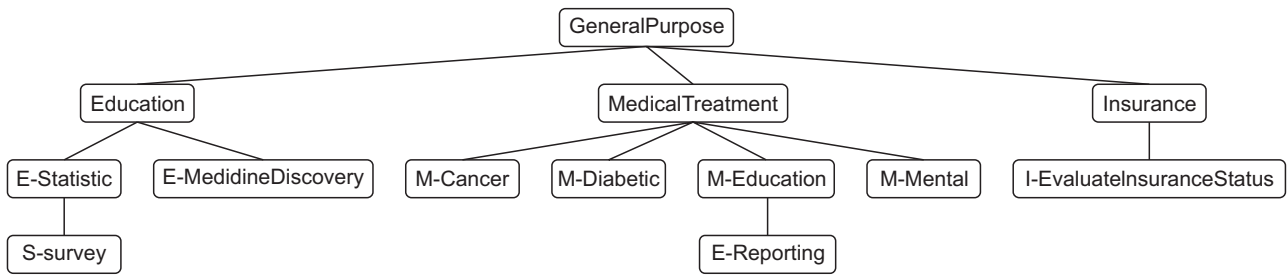 GeneralPurpose
Education
MedicalTreatment
Insurance
E-Statistic
E-MedidineDiscovery
M-Cancer
M-Diabetic
M-Education
M-Mental
I-EvaluateInsuranceStatus
S-survey
E-Reporting